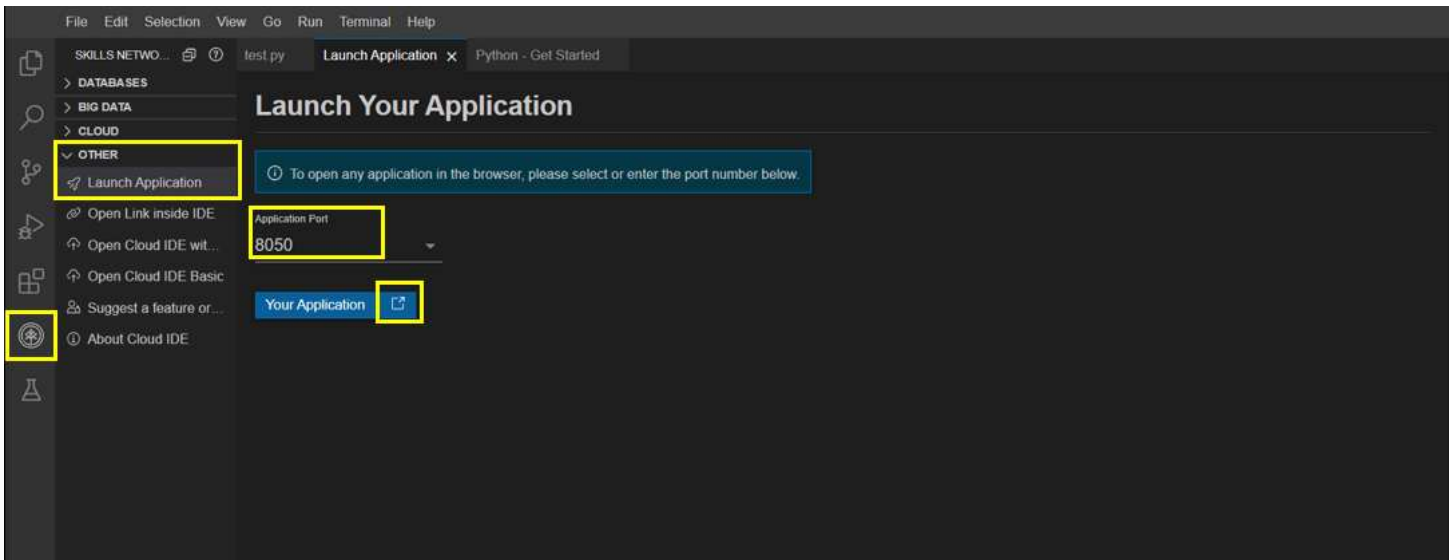 File Edit Selection View Go Run Terminal Help
SKILLS NETWO...
test.py Launch Application Python - Get Started
DATABASES
BIG DATA
CLOUD
OTHER
Launch Application
Open Link inside IDE
Open Cloud IDE wit...
Open Cloud IDE Basic
Suggest a feature or...
About Cloud IDE
Launch Your Application
To open any application in the browser, please select or enter the port number below.
Application Port
8050
Your Application